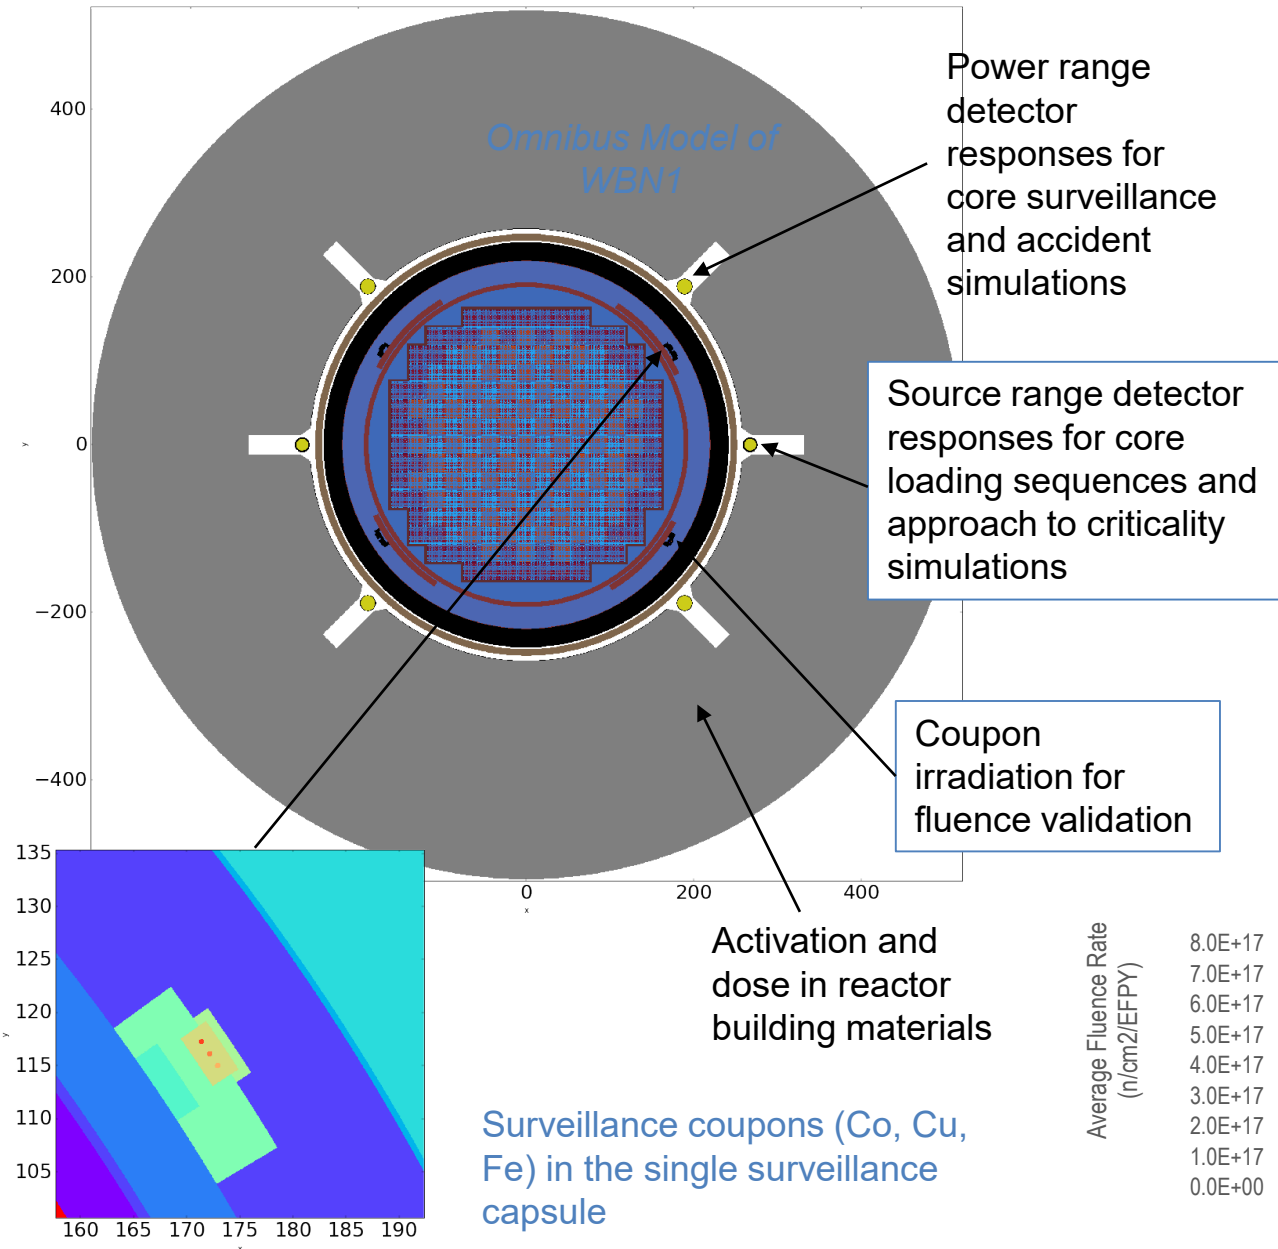 Omnibus Model of
WBN1
Power range
detector
responses for
core surveillance
and accident
simulations
Source range detector
responses for core
loading sequences and
approach to criticality
simulations
Coupon
irradiation for
fluence validation
Activation and
dose in reactor
building materials
Surveillance coupons (Co, Cu,
Fe) in the single surveillance
capsule
400
200
0
−200
−400
y
0
200
400
x
135
130
125
120
115
110
105
y
160
165
170
175
180
185
190
x
Average Fluence Rate
(n/cm2/EFPY)
8.0E+17
7.0E+17
6.0E+17
5.0E+17
4.0E+17
3.0E+17
2.0E+17
1.0E+17
0.0E+00